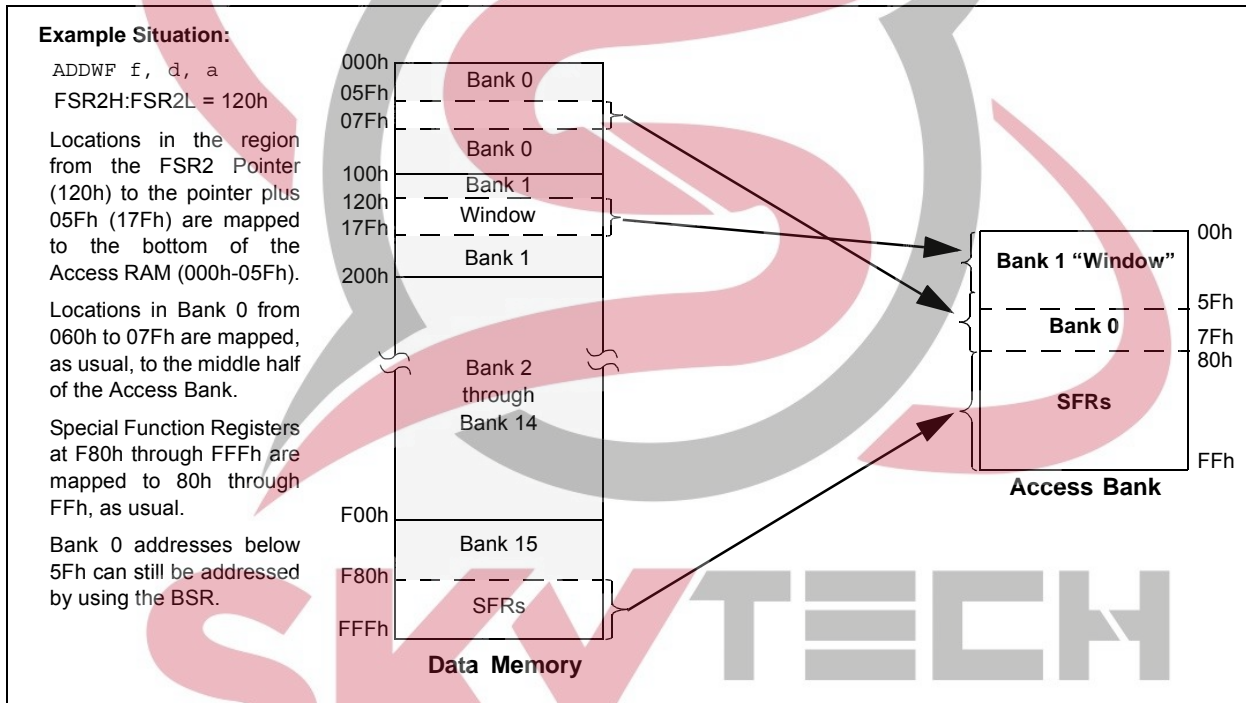 Example Situation:
ADDWF f, d, a
FSR2H:FSR2L = 120h
Locations in the region
from the FSR2 Pointer
(120h) to the pointer plus
05Fh (17Fh) are mapped
to the bottom of the
Access RAM (000h-05Fh).
Locations in Bank 0 from
060h to 07Fh are mapped,
as usual, to the middle half
of the Access Bank.
Special Function Registers
at F80h through FFFh are
mapped to 80h through
FFh, as usual.
Bank 0 addresses below
5Fh can still be addressed
by using the BSR.
000h
Bank 0
05Fh
07Fh
Bank 0
100h
Bank 1
120h
Window
17Fh
Bank 1
200h
Bank 2
through
Bank 14
F00h
Bank 15
F80h
SFRs
FFFh
Data Memory
00h
Bank 1 “Window”
5Fh
Bank 0
7Fh
80h
SFRs
FFh
Access Bank
SKYTECH